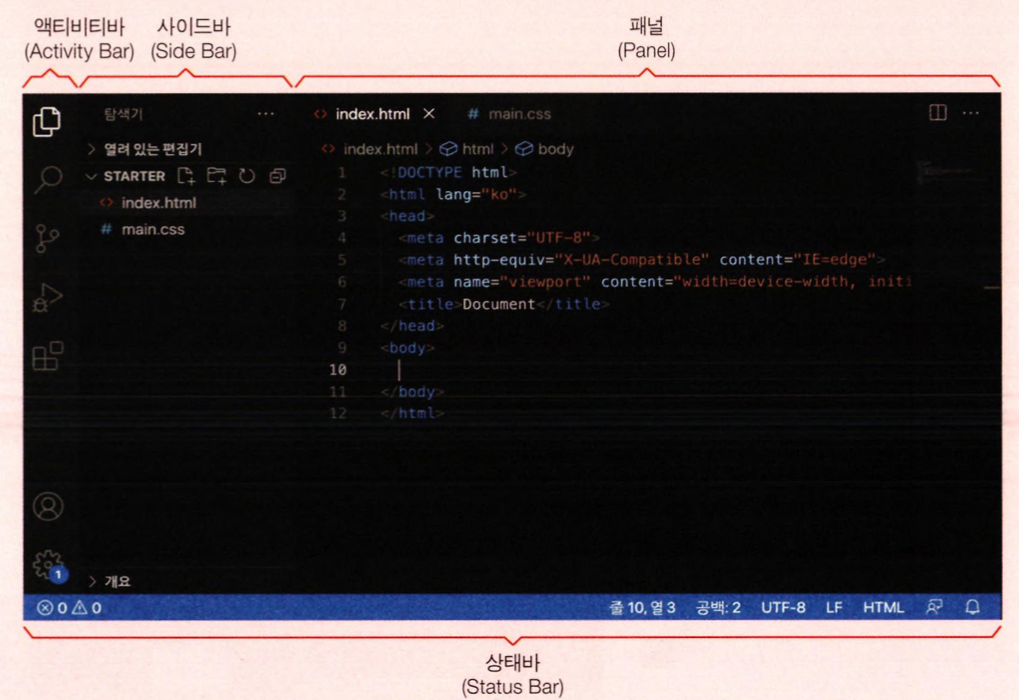 액티비티바 사이드바 패널
(Activity Bar) (Side Bar) (Panel)
탐색기 ··· <> index.html × # main.css ···
> 열려 있는 편집기 <> index.html > html > body
STARTER
<> index.html
# main.css
1 <!DOCTYPE html>
2 <html lang="ko">
3 <head>
4 <meta charset="UTF-8">
5 <meta http-equiv="X-UA-Compatible" content="IE=edge">
6 <meta name="viewport" content="width=device-width, initi
7 <title>Document</title>
8 </head>
9 <body>
10
11 </body>
12 </html>
1
> 개요
0 0 줄 10, 열 3 공백: 2 UTF-8 LF HTML
상태바
(Status Bar)